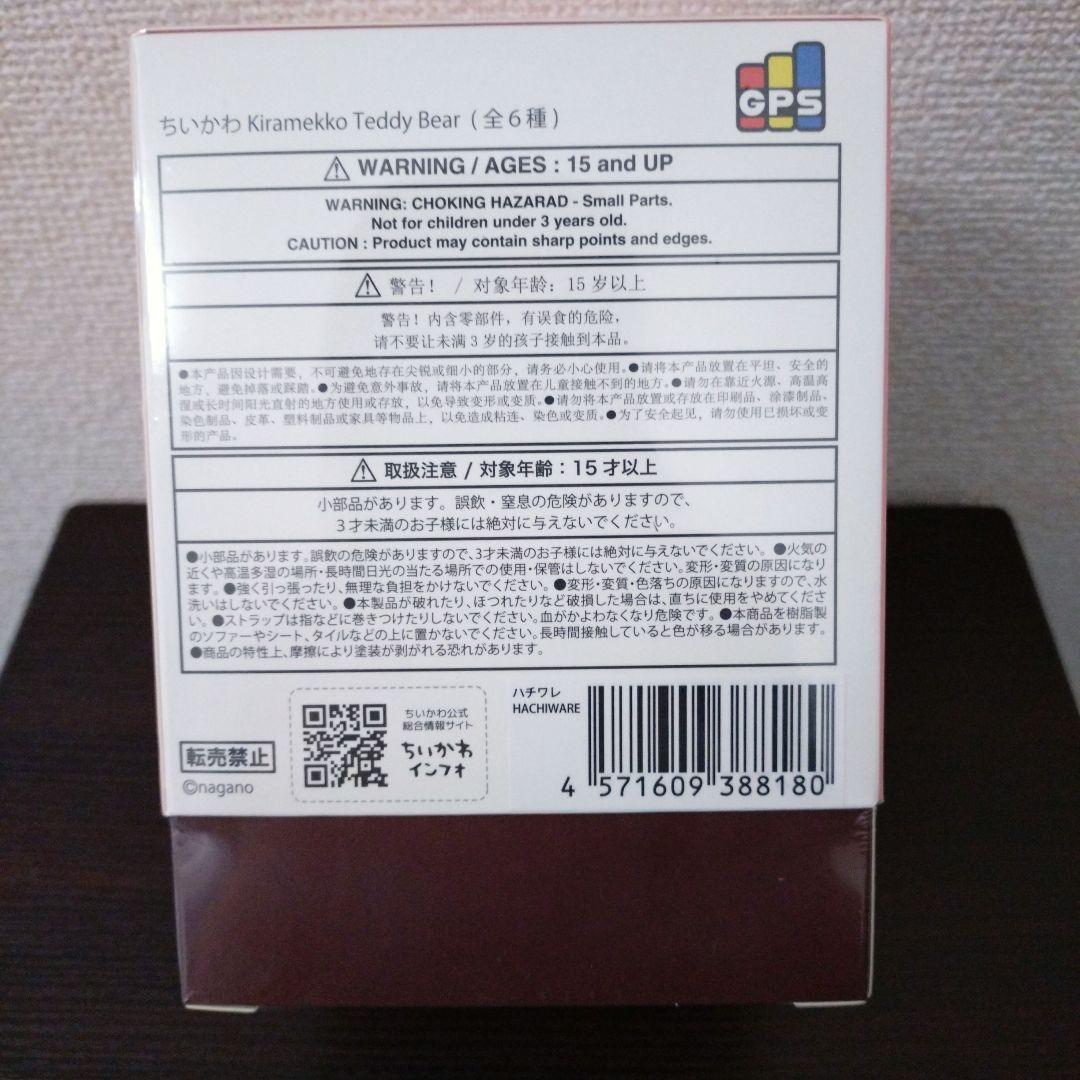 GPS
ちいかわ Kiramekko Teddy Bear (全6種)
⚠ WARNING / AGES : 15 and UP
WARNING: CHOKING HAZARAD - Small Parts.
Not for children under 3 years old.
CAUTION : Product may contain sharp points and edges.
⚠ 警告! / 对象年龄: 15 岁以上
警告!内含零部件，有误食的危险，
请不要让未满 3 岁的孩子接触到本品。
●本产品因设计需要，不可避免地存在尖锐或细小的部分，请务必小心使用。●请将本产品放置在平坦、安全的
地方，避免掉落或踩踏。●为避免意外事故，请将本产品放置在儿童接触不到的地方。●请勿在靠近火源、高温高
湿或长时间阳光直射的地方使用或存放，以免导致变形或变质。●请勿将本产品放置或存放在印刷品、涂漆制品、
染色制品、皮革、塑料制品或家具等物品上，以免造成粘连、染色或变质。●为了安全起见，请勿使用已损坏或变
形的产品。
⚠ 取扱注意 / 対象年齢：15 才以上
小部品があります。誤飲・窒息の危険がありますので、
3 才未満のお子様には絶対に与えないでください。
●小部品があります。誤飲の危険がありますので、3才未満のお子様には絶対に与えないでください。●火気の
近くや高温多湿の場所・長時間日光の当たる場所での使用・保管はしないでください。変形・変質の原因になり
ます。●強く引っ張ったり、無理な負担をかけないでください。●変形・変質・色落ちの原因になりますので、水
洗いはしないでください。●本製品が破れたり、ほつれたりなど破損した場合は、直ちに使用をやめてくださ
い。●ストラップは指などに巻きつけたりしないでください。血がかよわなくなり危険です。●本商品を樹脂製
のソファーやシート、タイルなどの上に置かないでください。長時間接触していると色が移る場合があります。
●商品の特性上、摩擦により塗装が剥がれる恐れがあります。
転売禁止
©nagano
ちいかわ公式
総合情報サイト
ちいかわ
インフォ
ハチワレ
HACHIWARE
4 571609 388180